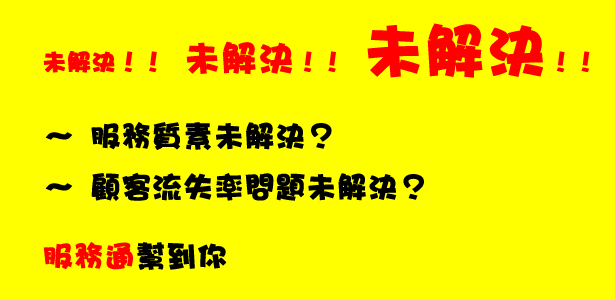 未解決！！ 未解決！！ 未解決！！
～ 服務質素未解決？
～ 顧客流失率問題未解決？
服務通幫到你